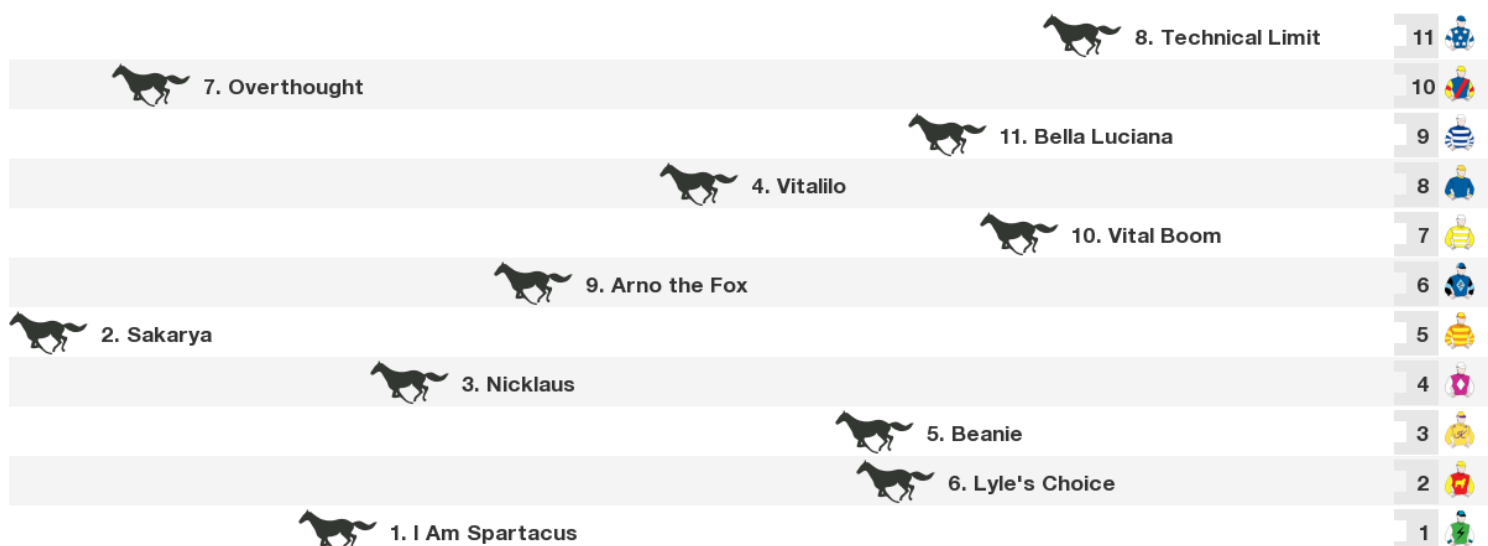 8. Technical Limit 11
7. Overthought 10
11. Bella Luciana 9
4. Vitalilo 8
10. Vital Boom 7
9. Arno the Fox 6
2. Sakarya 5
3. Nicklaus 4
5. Beanie 3
6. Lyle's Choice 2
1. I Am Spartacus 1